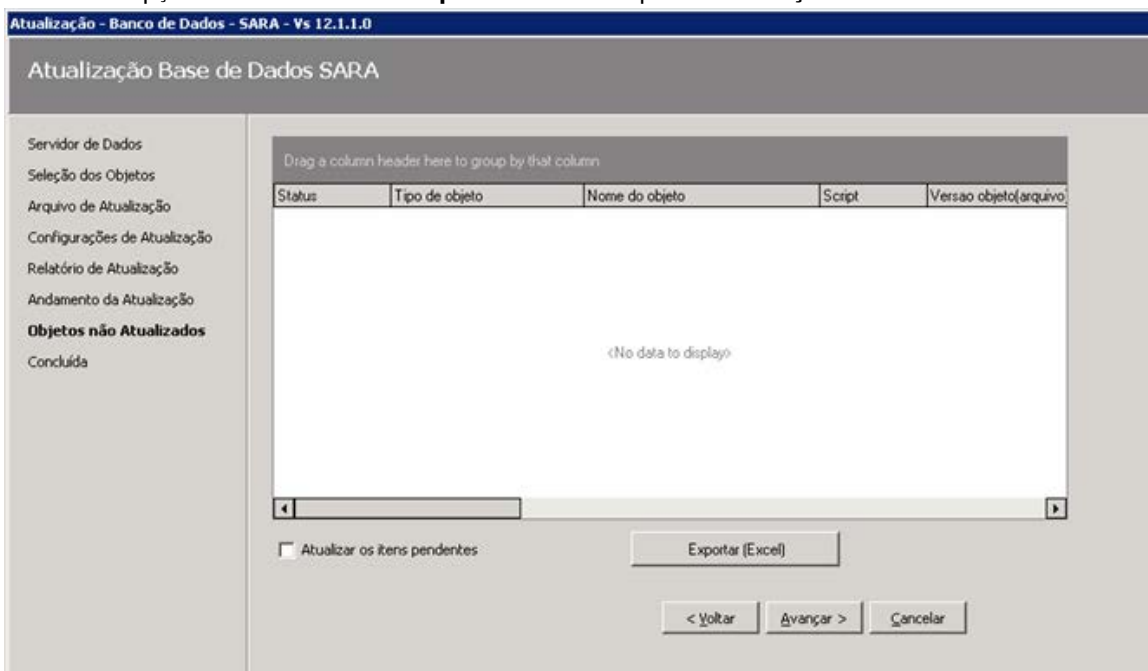 Atualização - Banco de Dados - SARA - Vs 12.1.1.0
Atualização Base de Dados SARA
Servidor de Dados
Seleção dos Objetos
Arquivo de Atualização
Configurações de Atualização
Relatório de Atualização
Andamento da Atualização
Objetos não Atualizados
Concluída
Drag a column header here to group by that column
Status Tipo de objeto Nome do objeto Script Versao objeto(arquivo)
<No data to display>
Atualizar os itens pendentes
Exportar (Excel)
< Voltar Avançar > Cancelar